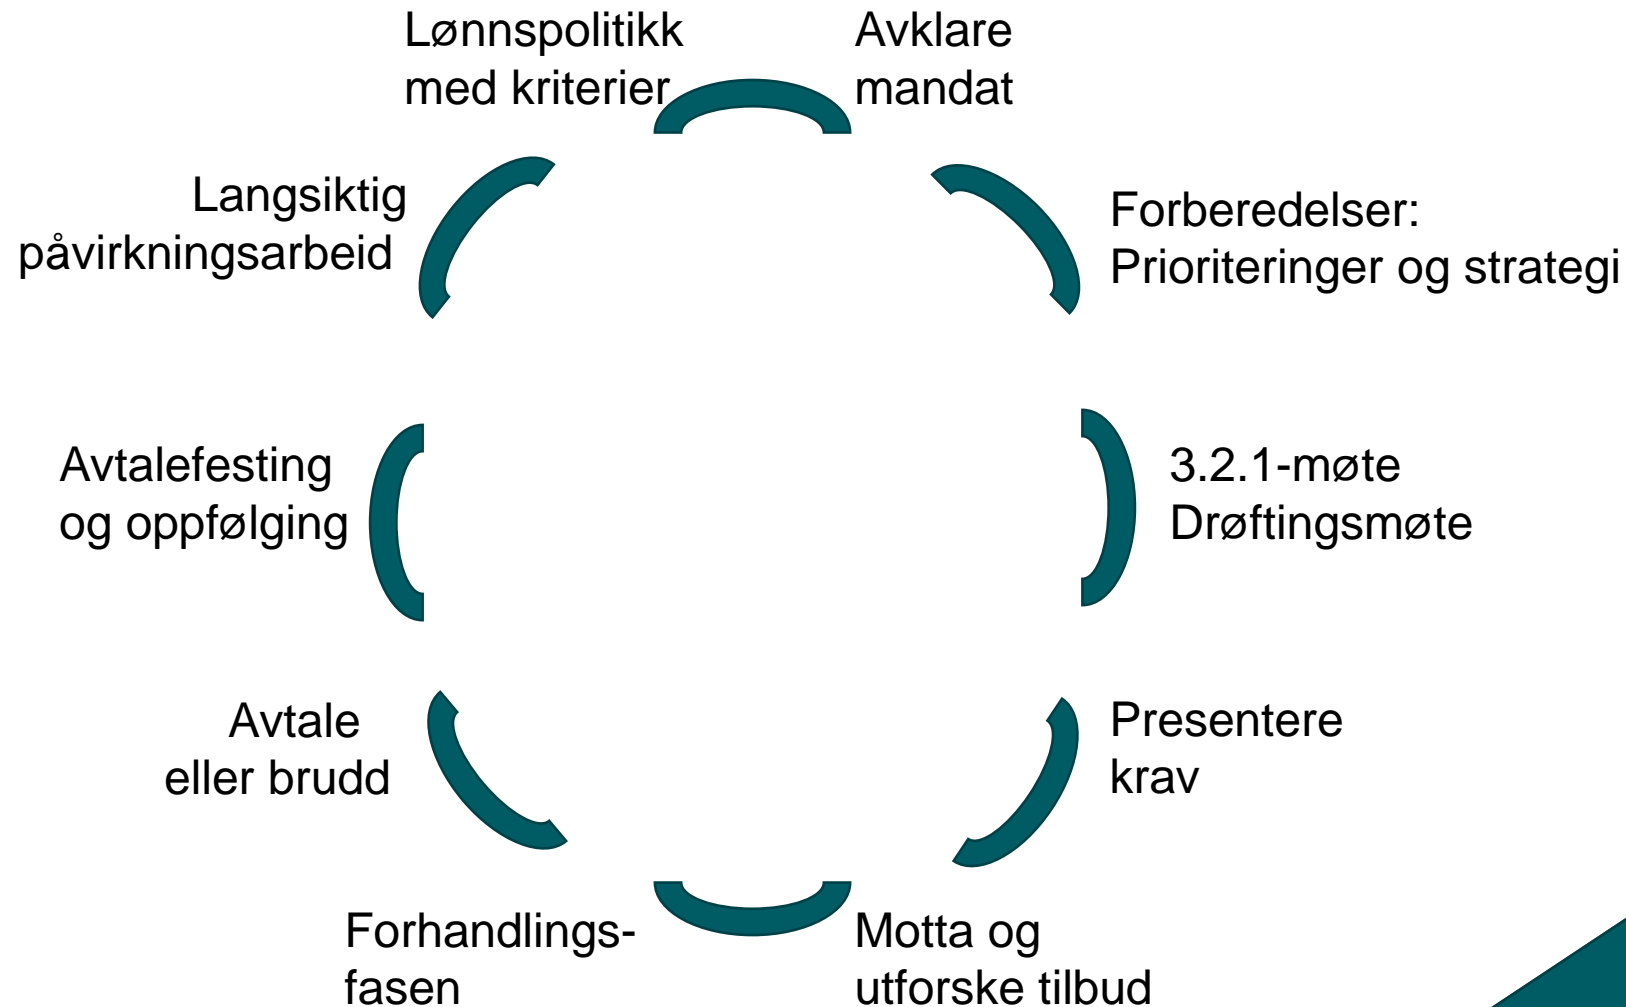 Lønnspolitikk
med kriterier
Avklare
mandat
Forberedelser:
Prioriteringer og strategi
3.2.1-møte
Drøftingsmøte
Presentere
krav
Motta og
utforske tilbud
Forhandlings-
fasen
Avtale
eller brudd
Avtalefesting
og oppfølging
Langsiktig
påvirkningsarbeid